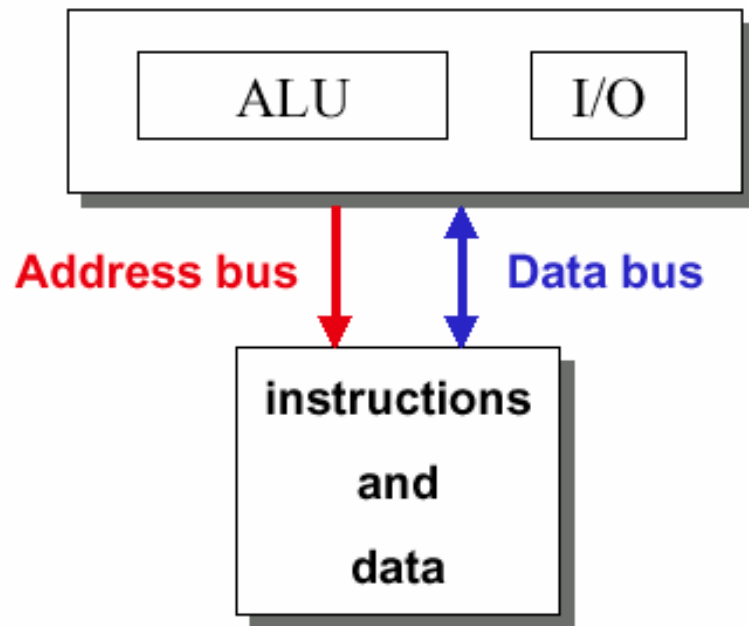 ALU I/O
Address bus Data bus
instructions
and
data